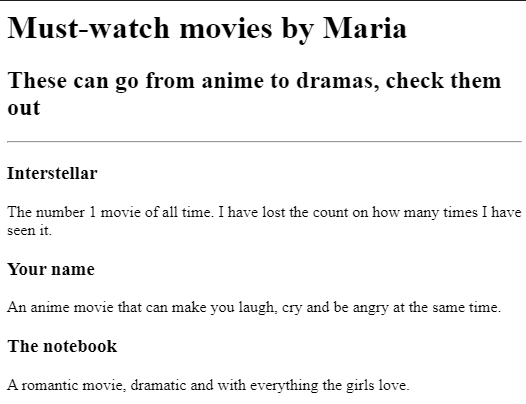 Must-watch movies by Maria
These can go from anime to dramas, check them
out
Interstellar
The number 1 movie of all time. I have lost the count on how many times I have
seen it.
Your name
An anime movie that can make you laugh, cry and be angry at the same time.
The notebook
A romantic movie, dramatic and with everything the girls love.